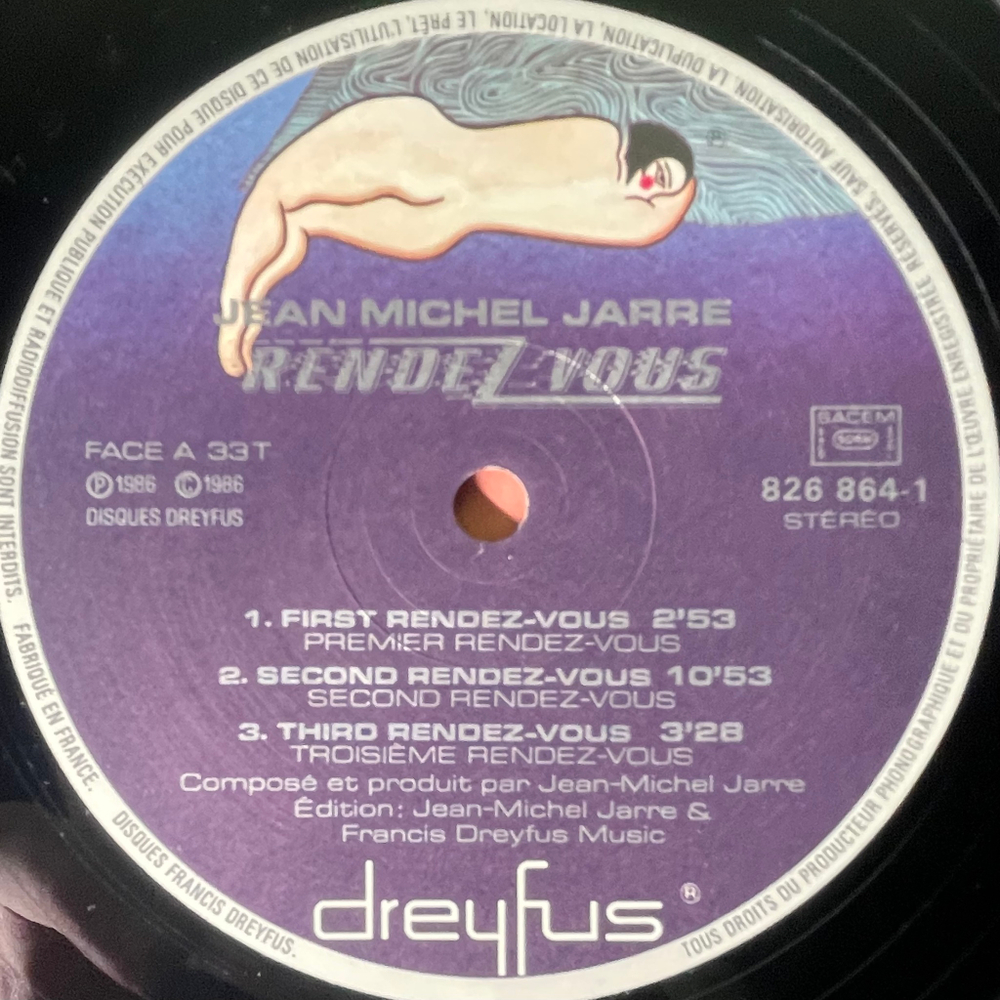 JEAN MICHEL JARRE
RENDEZ-VOUS
FACE A 33T
Ⓟ1986 ©1986
DISQUES DREYFUS
SACEM
826 864-1
STÉRÉO
1. FIRST RENDEZ-VOUS 2'53
PREMIER RENDEZ-VOUS
2. SECOND RENDEZ-VOUS 10'53
SECOND RENDEZ-VOUS
3. THIRD RENDEZ-VOUS 3'28
TROISIÈME RENDEZ-VOUS
Composé et produit par Jean-Michel Jarre
Édition: Jean-Michel Jarre &
Francis Dreyfus Music
dreyfus ®
TOUS DROITS DU PRODUCTEUR PHONOGRAPHIQUE ET DU PROPRIÉTAIRE DE L'ŒUVRE ENREGISTRÉE RÉSERVÉS. SAUF AUTORISATION, LA DUPLICATION, LA LOCATION, LE PRÊT, L'UTILISATION DE CE DISQUE POUR EXÉCUTION PUBLIQUE ET RADIODIFFUSION SONT INTERDITS. FABRIQUÉ EN FRANCE. DISQUES FRANCIS DREYFUS.